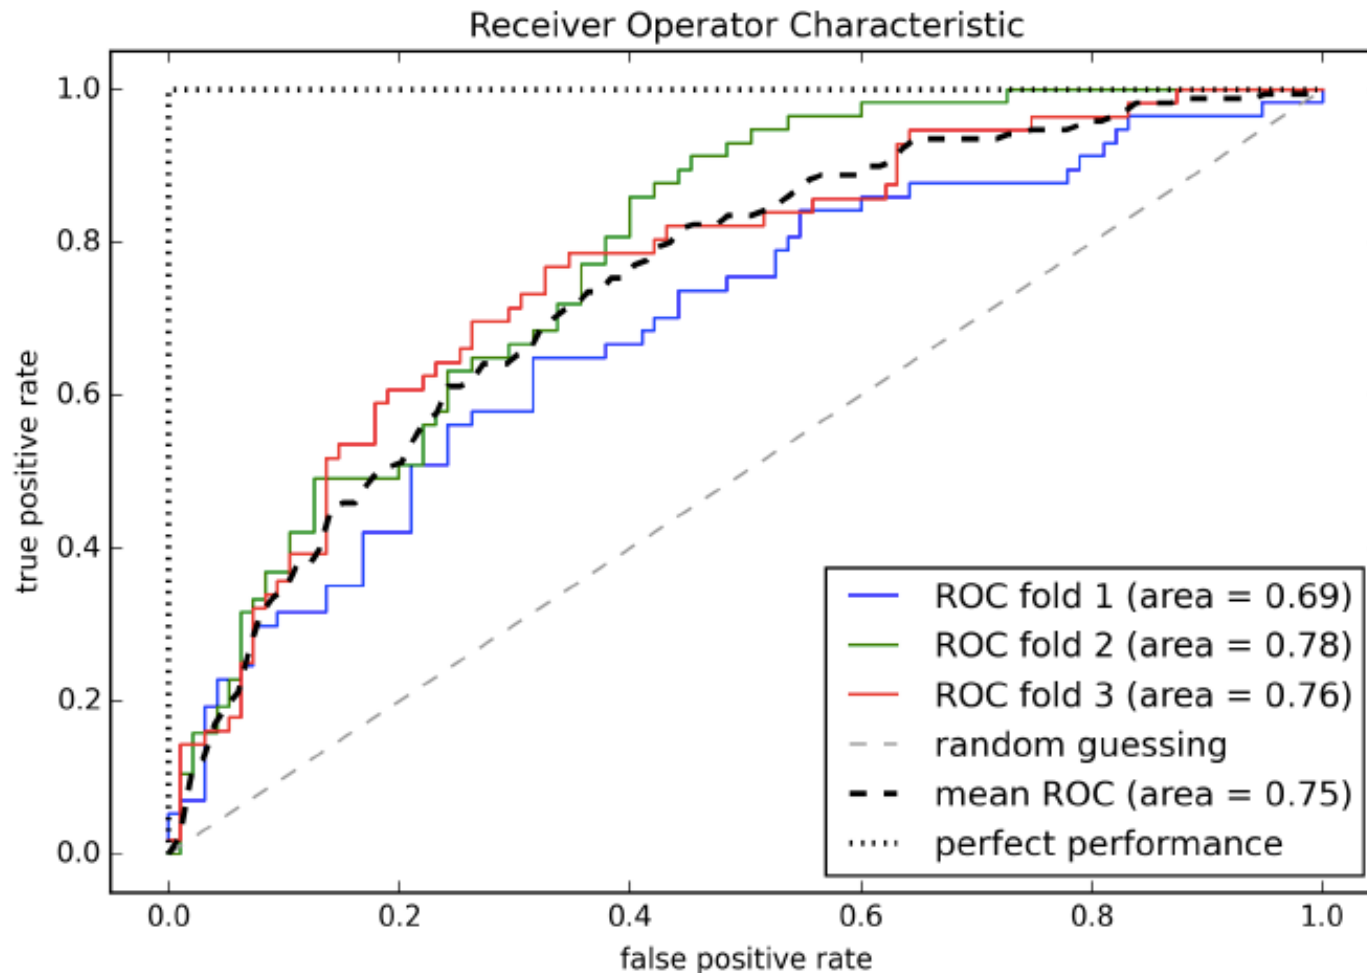 Receiver Operator Characteristic
1.0
0.8
0.6
0.4
0.2
0.0
true positive rate
ROC fold 1 (area = 0.69)
ROC fold 2 (area = 0.78)
ROC fold 3 (area = 0.76)
random guessing
mean ROC (area = 0.75)
perfect performance
0.0 0.2 0.4 0.6 0.8 1.0
false positive rate